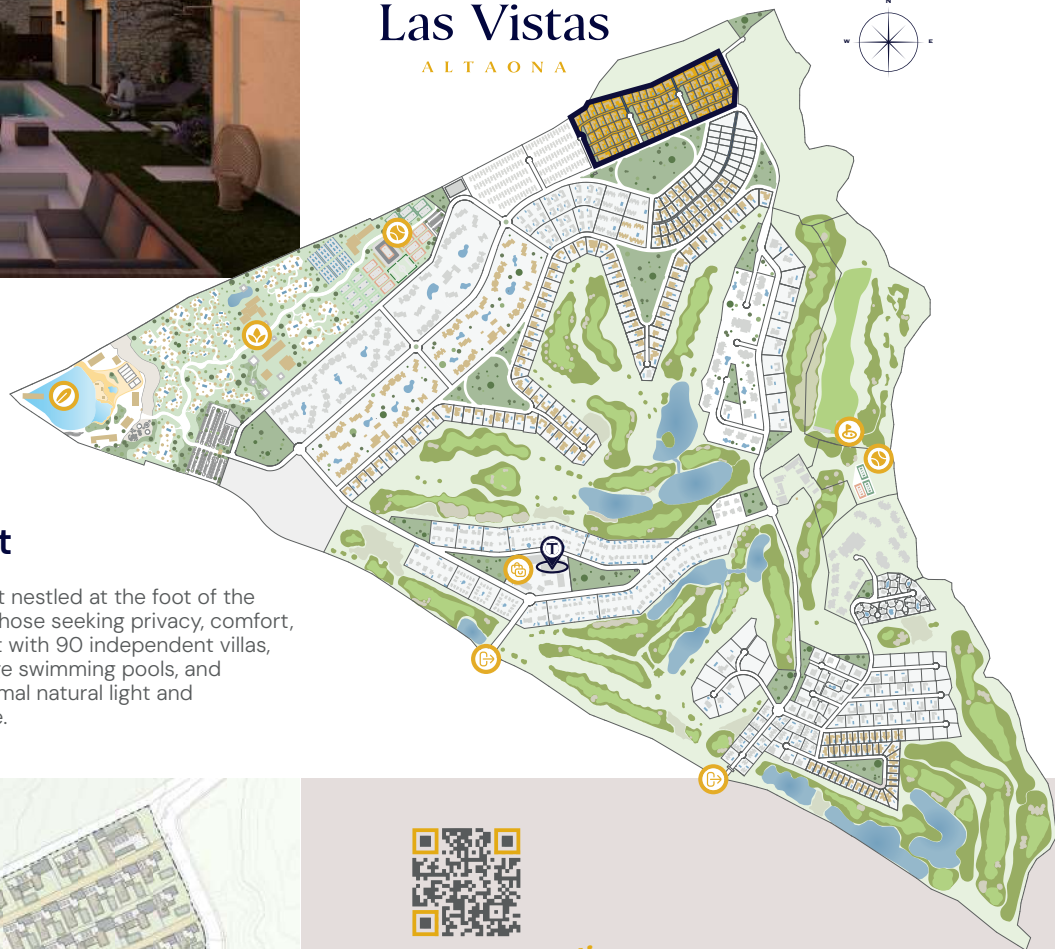 Las Vistas
ALTAONA
N
W
E
T
t
t nestled at the foot of the
hose seeking privacy, comfort,
t with 90 independent villas,
e swimming pools, and
mal natural light and
e.